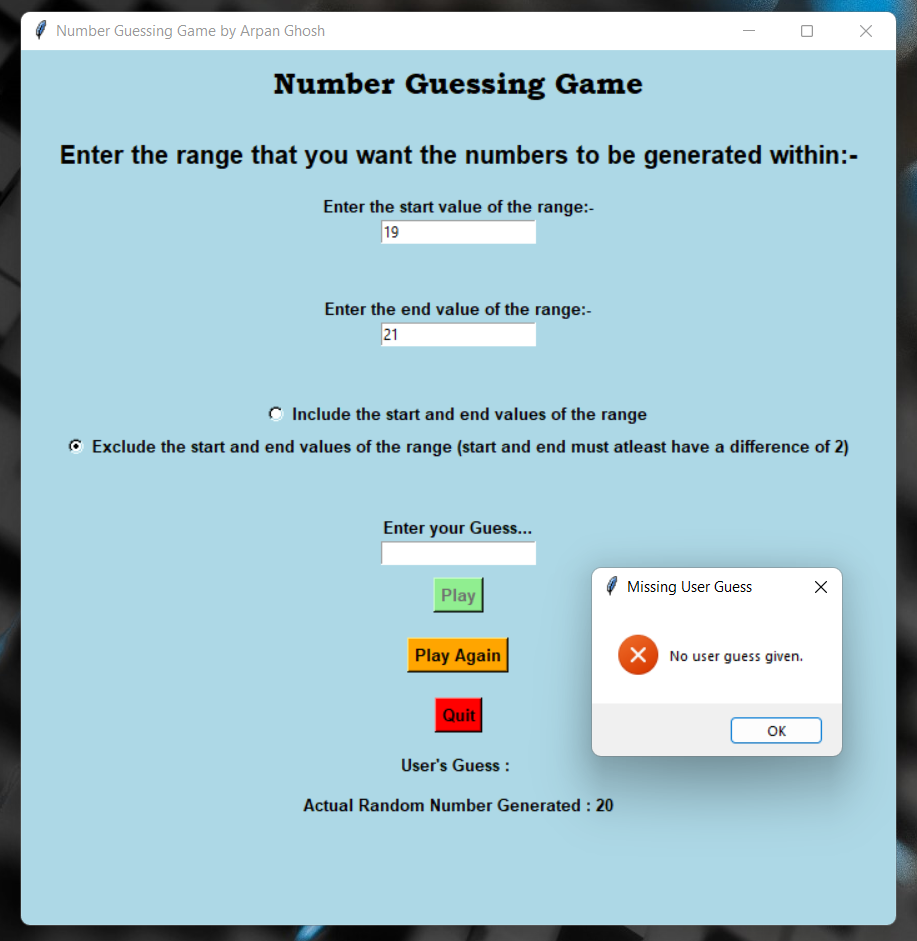 Number Guessing Game by Arpan Ghosh
Number Guessing Game
Enter the range that you want the numbers to be generated within:-
Enter the start value of the range:-
19
Enter the end value of the range:-
21
Include the start and end values of the range
Exclude the start and end values of the range (start and end must atleast have a difference of 2)
Enter your Guess...
Play
Play Again
Quit
User's Guess :
Actual Random Number Generated : 20
Missing User Guess
No user guess given.
OK